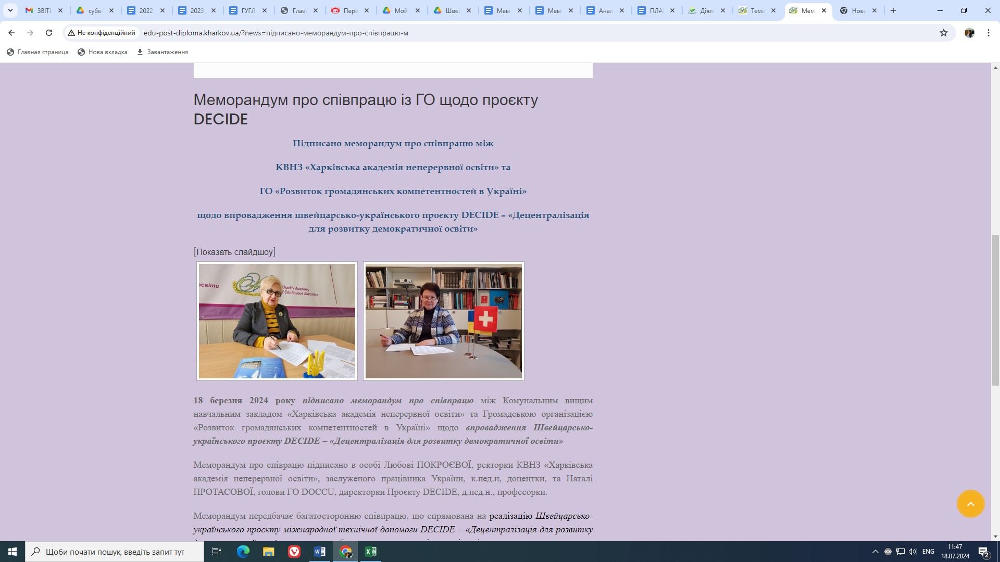 ЗВІТ
субве
2022
2023
ГУГЛ
Глав
Пере
Мой
Швей
Мем
Мем
Анал
ПЛА
Діял
Тема
Мем
Нова
Не конфіденційний
edu-post-diploma.kharkov.ua/?news=підписано-меморандум-про-співпрацю-м
Главная страница
Нова вкладка
Завантаження
Меморандум про співпрацю із ГО щодо проєкту
DECIDE
Підписано меморандум про співпрацю між
КВНЗ «Харківська академія неперервної освіти» та
ГО «Розвиток громадянських компетентностей в Україні»
щодо впровадження швейцарсько-українського проєкту DECIDE – «Децентралізація
для розвитку демократичної освіти»
[Показать слайдшоу]
освіти
Kharkiv Academy
Continuous Education
18 березня 2024 року підписано меморандум про співпрацю між Комунальним вищим
навчальним закладом «Харківська академія неперервної освіти» та Громадською організацією
«Розвиток громадянських компетентностей в Україні» щодо впровадження Швейцарсько-
українського проєкту DECIDE – «Децентралізація для розвитку демократичної освіти»
Меморандум про співрацю підписано в особі Любові ПОКРОЄВОЇ, ректорки КВНЗ «Харківська
академія неперервної освіти», заслуженого працівника України, к.пед.н, доцентки, та Наталі
ПРОТАСОВОЇ, голови ГО DOCCU, директорки Проєкту DECIDE, д.пед.н., професорки.
Меморандум передбачає багатосторонню співпрацю, що спрямована на реалізацію Швейцарсько-
українського проєкту міжнародної технічної допомоги DECIDE – «Децентралізація для розвитку
Щоби почати пошук, введіть запит тут
ENG
11:47
18.07.2024
2